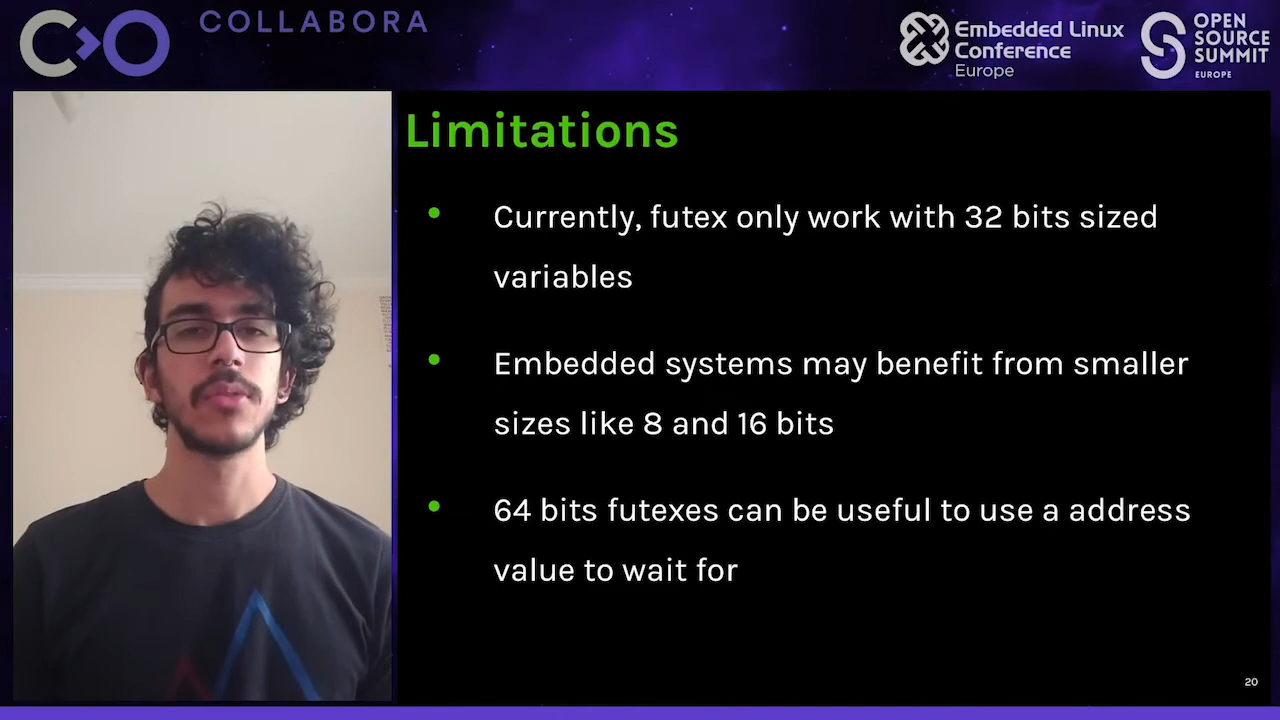 COLLABORA
Embedded Linux
Conference
Europe
OPEN
SOURCE
SUMMIT
EUROPE
Limitations
Currently, futex only work with 32 bits sized
variables
Embedded systems may benefit from smaller
sizes like 8 and 16 bits
64 bits futexes can be useful to use a address
value to wait for
20